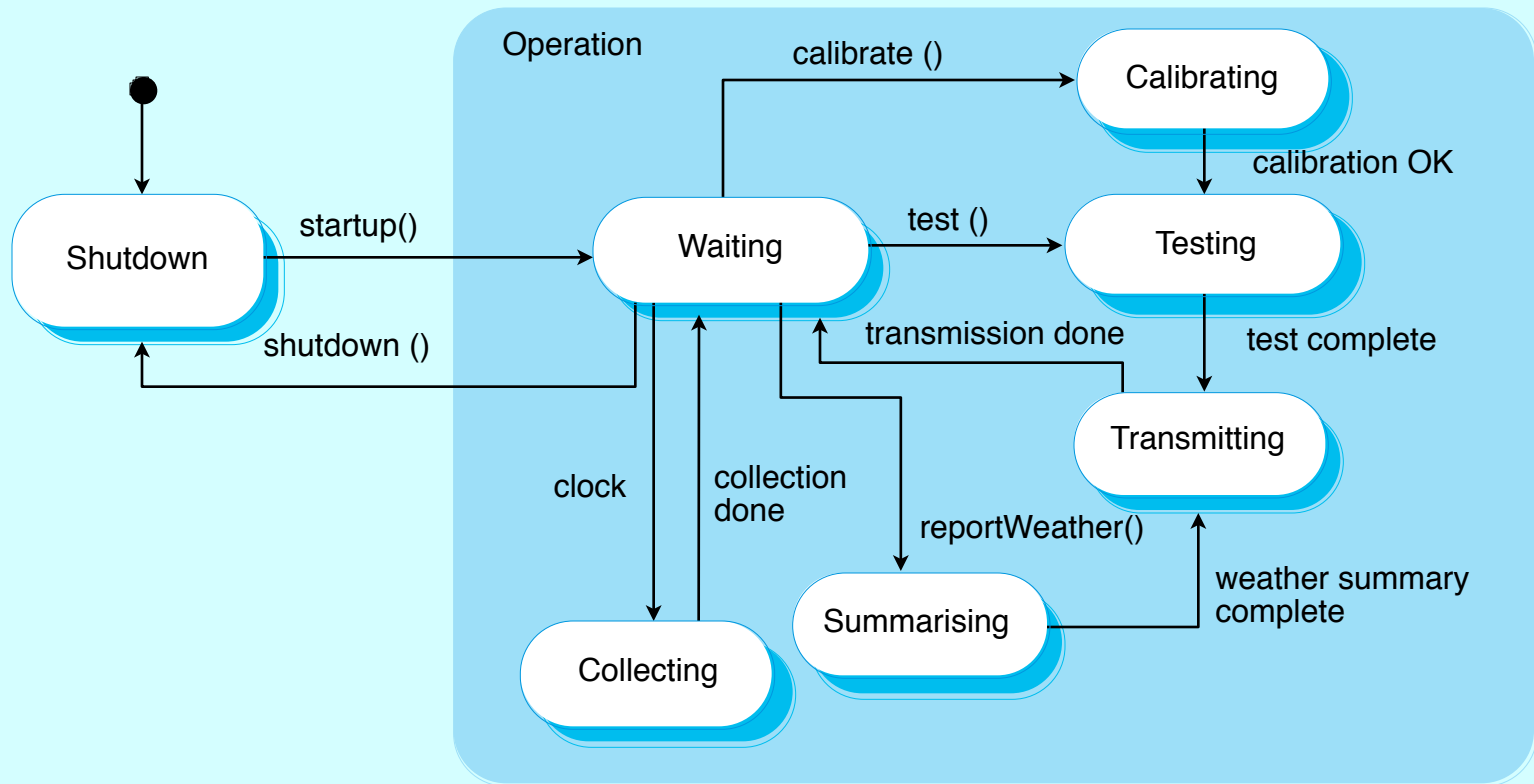 Operation
calibrate ()
Calibrating
calibration OK
startup()
Shutdown
Waiting
test ()
Testing
shutdown ()
transmission done
test complete
Transmitting
clock
collection
done
reportWeather()
weather summary
complete
Summarising
Collecting